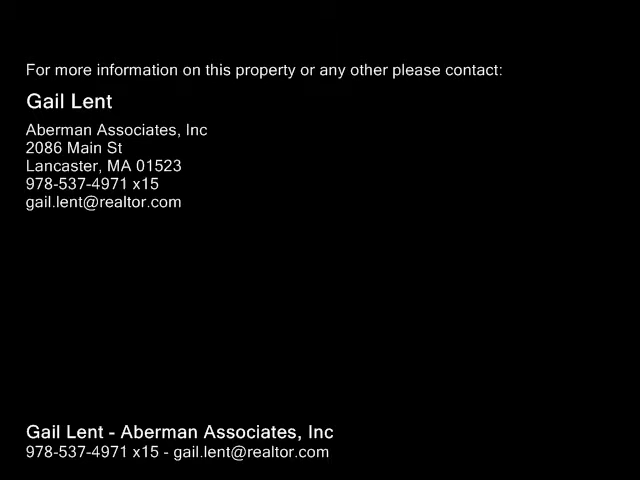 For more information on this property or any other please contact:
Gail Lent
Aberman Associates, Inc
2086 Main St
Lancaster, MA 01523
978-537-4971 x15
gail.lent@realtor.com
Gail Lent - Aberman Associates, Inc
978-537-4971 x15 - gail.lent@realtor.com